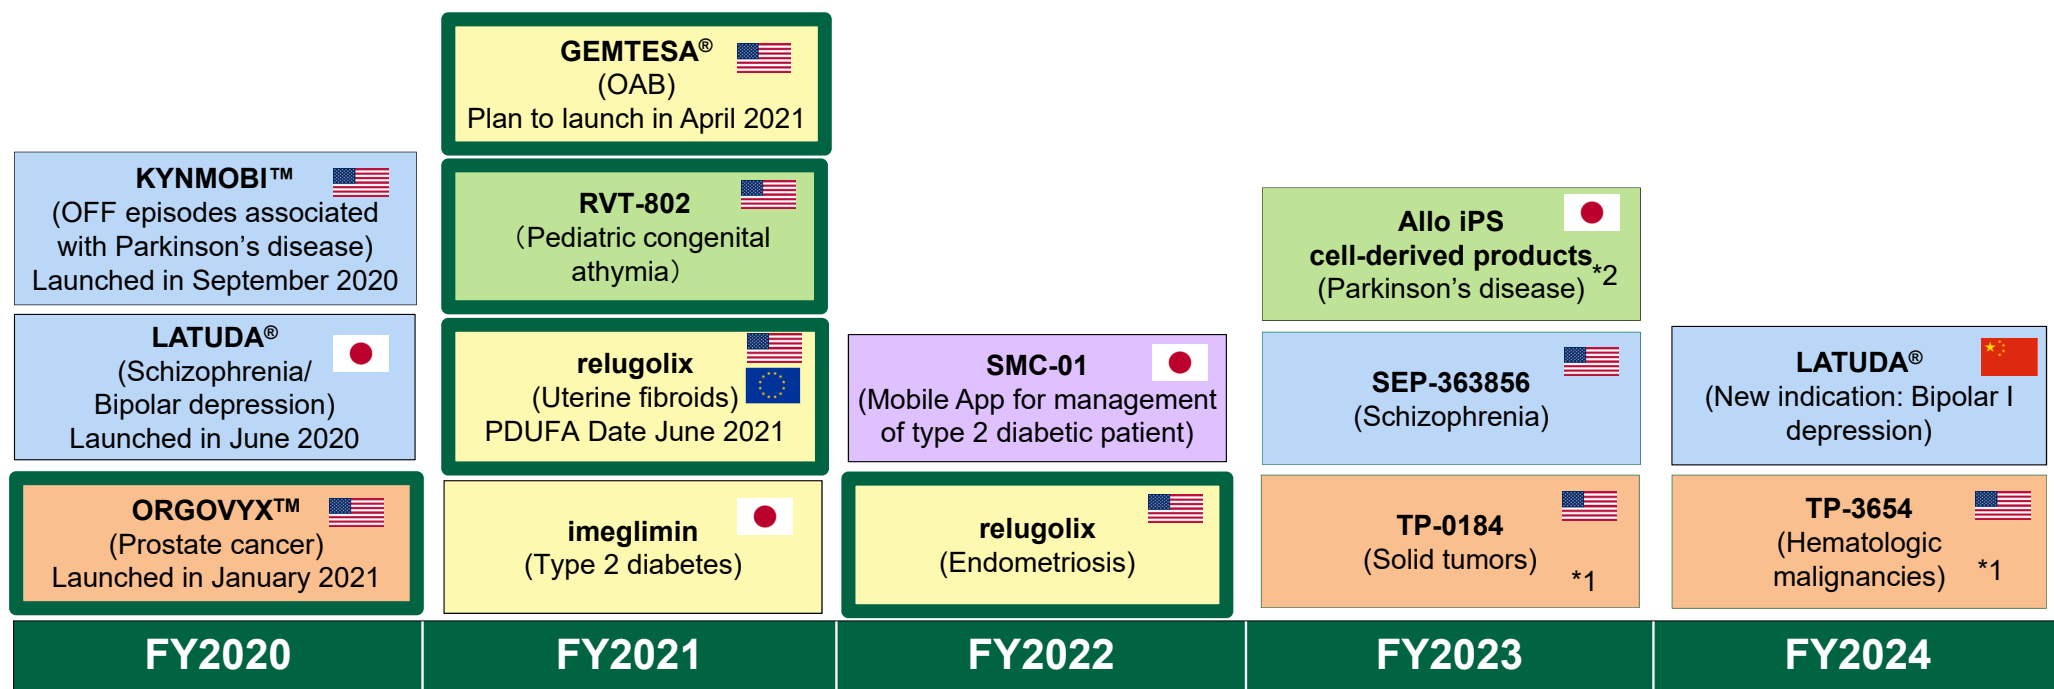 KYNMOBI™
(OFF episodes associated
with Parkinson's disease)
Launched in September 2020
LATUDA®
(Schizophrenia/
Bipolar depression)
Launched in June 2020
ORGOVYX™
(Prostate cancer)
Launched in January 2021
FY2020
GEMTESA®
(OAB)
Plan to launch in April 2021
RVT-802
（Pediatric congenital
athymia）
relugolix
(Uterine fibroids)
PDUFA Date June 2021
imeglimin
(Type 2 diabetes)
FY2021
SMC-01
(Mobile App for management
of type 2 diabetic patient)
relugolix
(Endometriosis)
FY2022
Allo iPS
cell-derived products
(Parkinson's disease) *2
SEP-363856
(Schizophrenia)
TP-0184
(Solid tumors)
*1
FY2023
LATUDA®
(New indication: Bipolar I
depression)
TP-3654
(Hematologic
malignancies) *1
FY2024